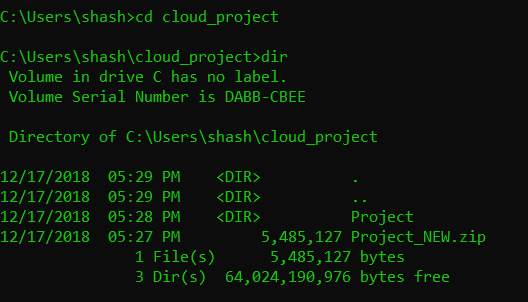 C:\Users\shash>cd cloud_project
C:\Users\shash\cloud_project>dir
 Volume in drive C has no label.
 Volume Serial Number is DABB-CBEE
 Directory of C:\Users\shash\cloud_project
12/17/2018  05:29 PM    <DIR>          .
12/17/2018  05:29 PM    <DIR>          ..
12/17/2018  05:28 PM    <DIR>          Project
12/17/2018  05:27 PM         5,485,127 Project_NEW.zip
               1 File(s)      5,485,127 bytes
               3 Dir(s)  64,024,190,976 bytes free